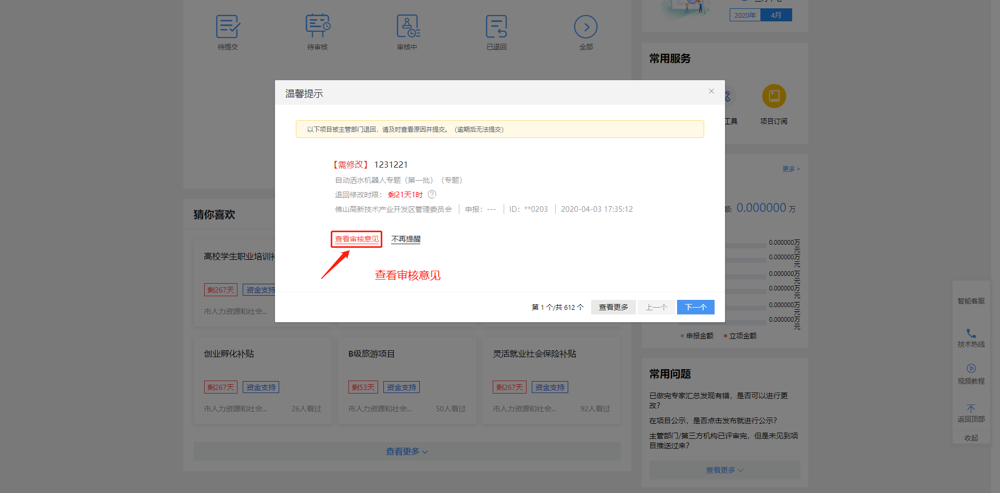 2020年 4月
待提交 待审核 审核中 已退回 全部
常用服务
工具 项目订阅
温馨提示
以下项目被主管部门退回，请及时查看原因并提交。（逾期后无法提交）
【需修改】 1231221
自动洒水机器人专题（第一批）（专题）
退回修改时限： 剩21天1时
佛山高新技术产业开发区管理委员会 申报：--- ID：**0203 2020-04-03 17:35:12
查看审核意见 不再提醒
查看审核意见
第 1 个/共 612 个 查看更多 上一个 下一个
更多 >
额: 0.000000 万
0.000000万元
0.000000万元
0.000000万元
0.000000万元
0.000000万元
0.000000万元
申报金额 立项金额
猜你喜欢
高校学生职业培训补
剩267天 资金支持
市人力资源和社会...
创业孵化补贴
剩267天 资金支持
市人力资源和社会... 26人看过
B级旅游项目
剩53天 资金支持
市人力资源和社会... 50人看过
灵活就业社会保险补贴
剩267天 资金支持
市人力资源和社会... 92人看过
查看更多
常用问题
已做完专家汇总发现有错，是否可以进行更
改？
在项目公示，是否点击发布就进行公示？
主管部门/第三方机构已评审完，但是未见到项
目推送过来？
查看更多
智能客服
技术热线
视频教程
返回顶部
收起